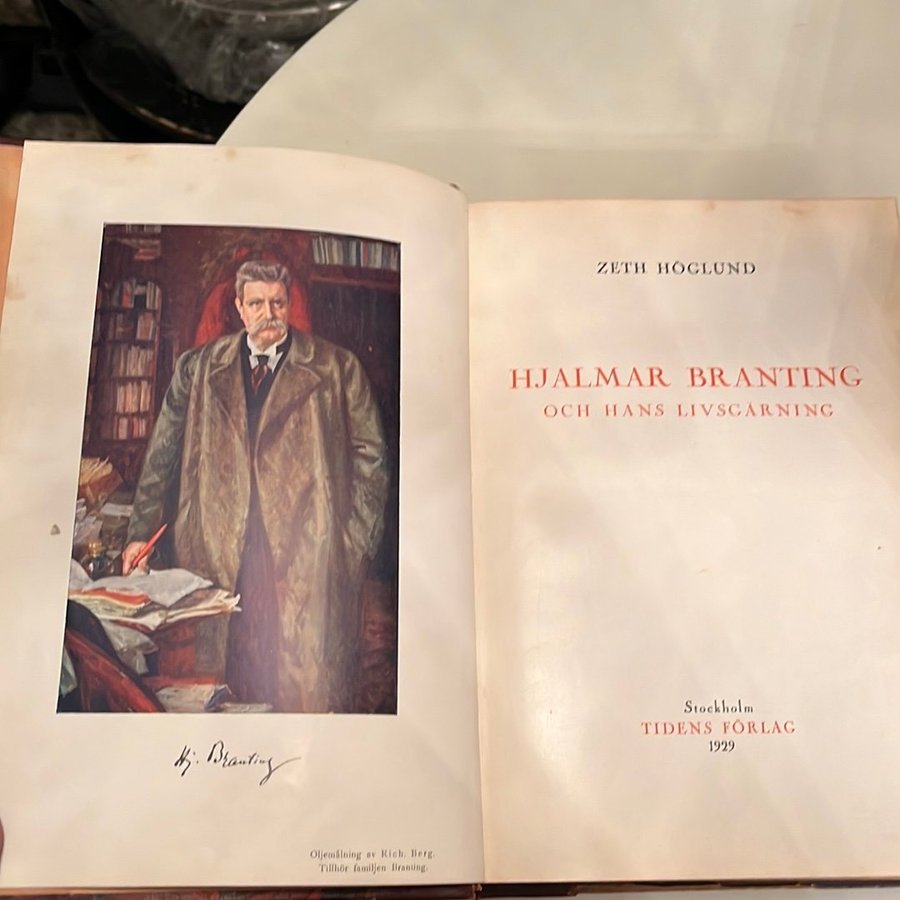 Hj. Branting
Oljemålning av Rich. Berg.
Tillhör familjen Branting.
ZETH HÖGLUND
HJALMAR BRANTING
OCH HANS LIVSGÄRNING
Stockholm
TIDENS FÖRLAG
1929